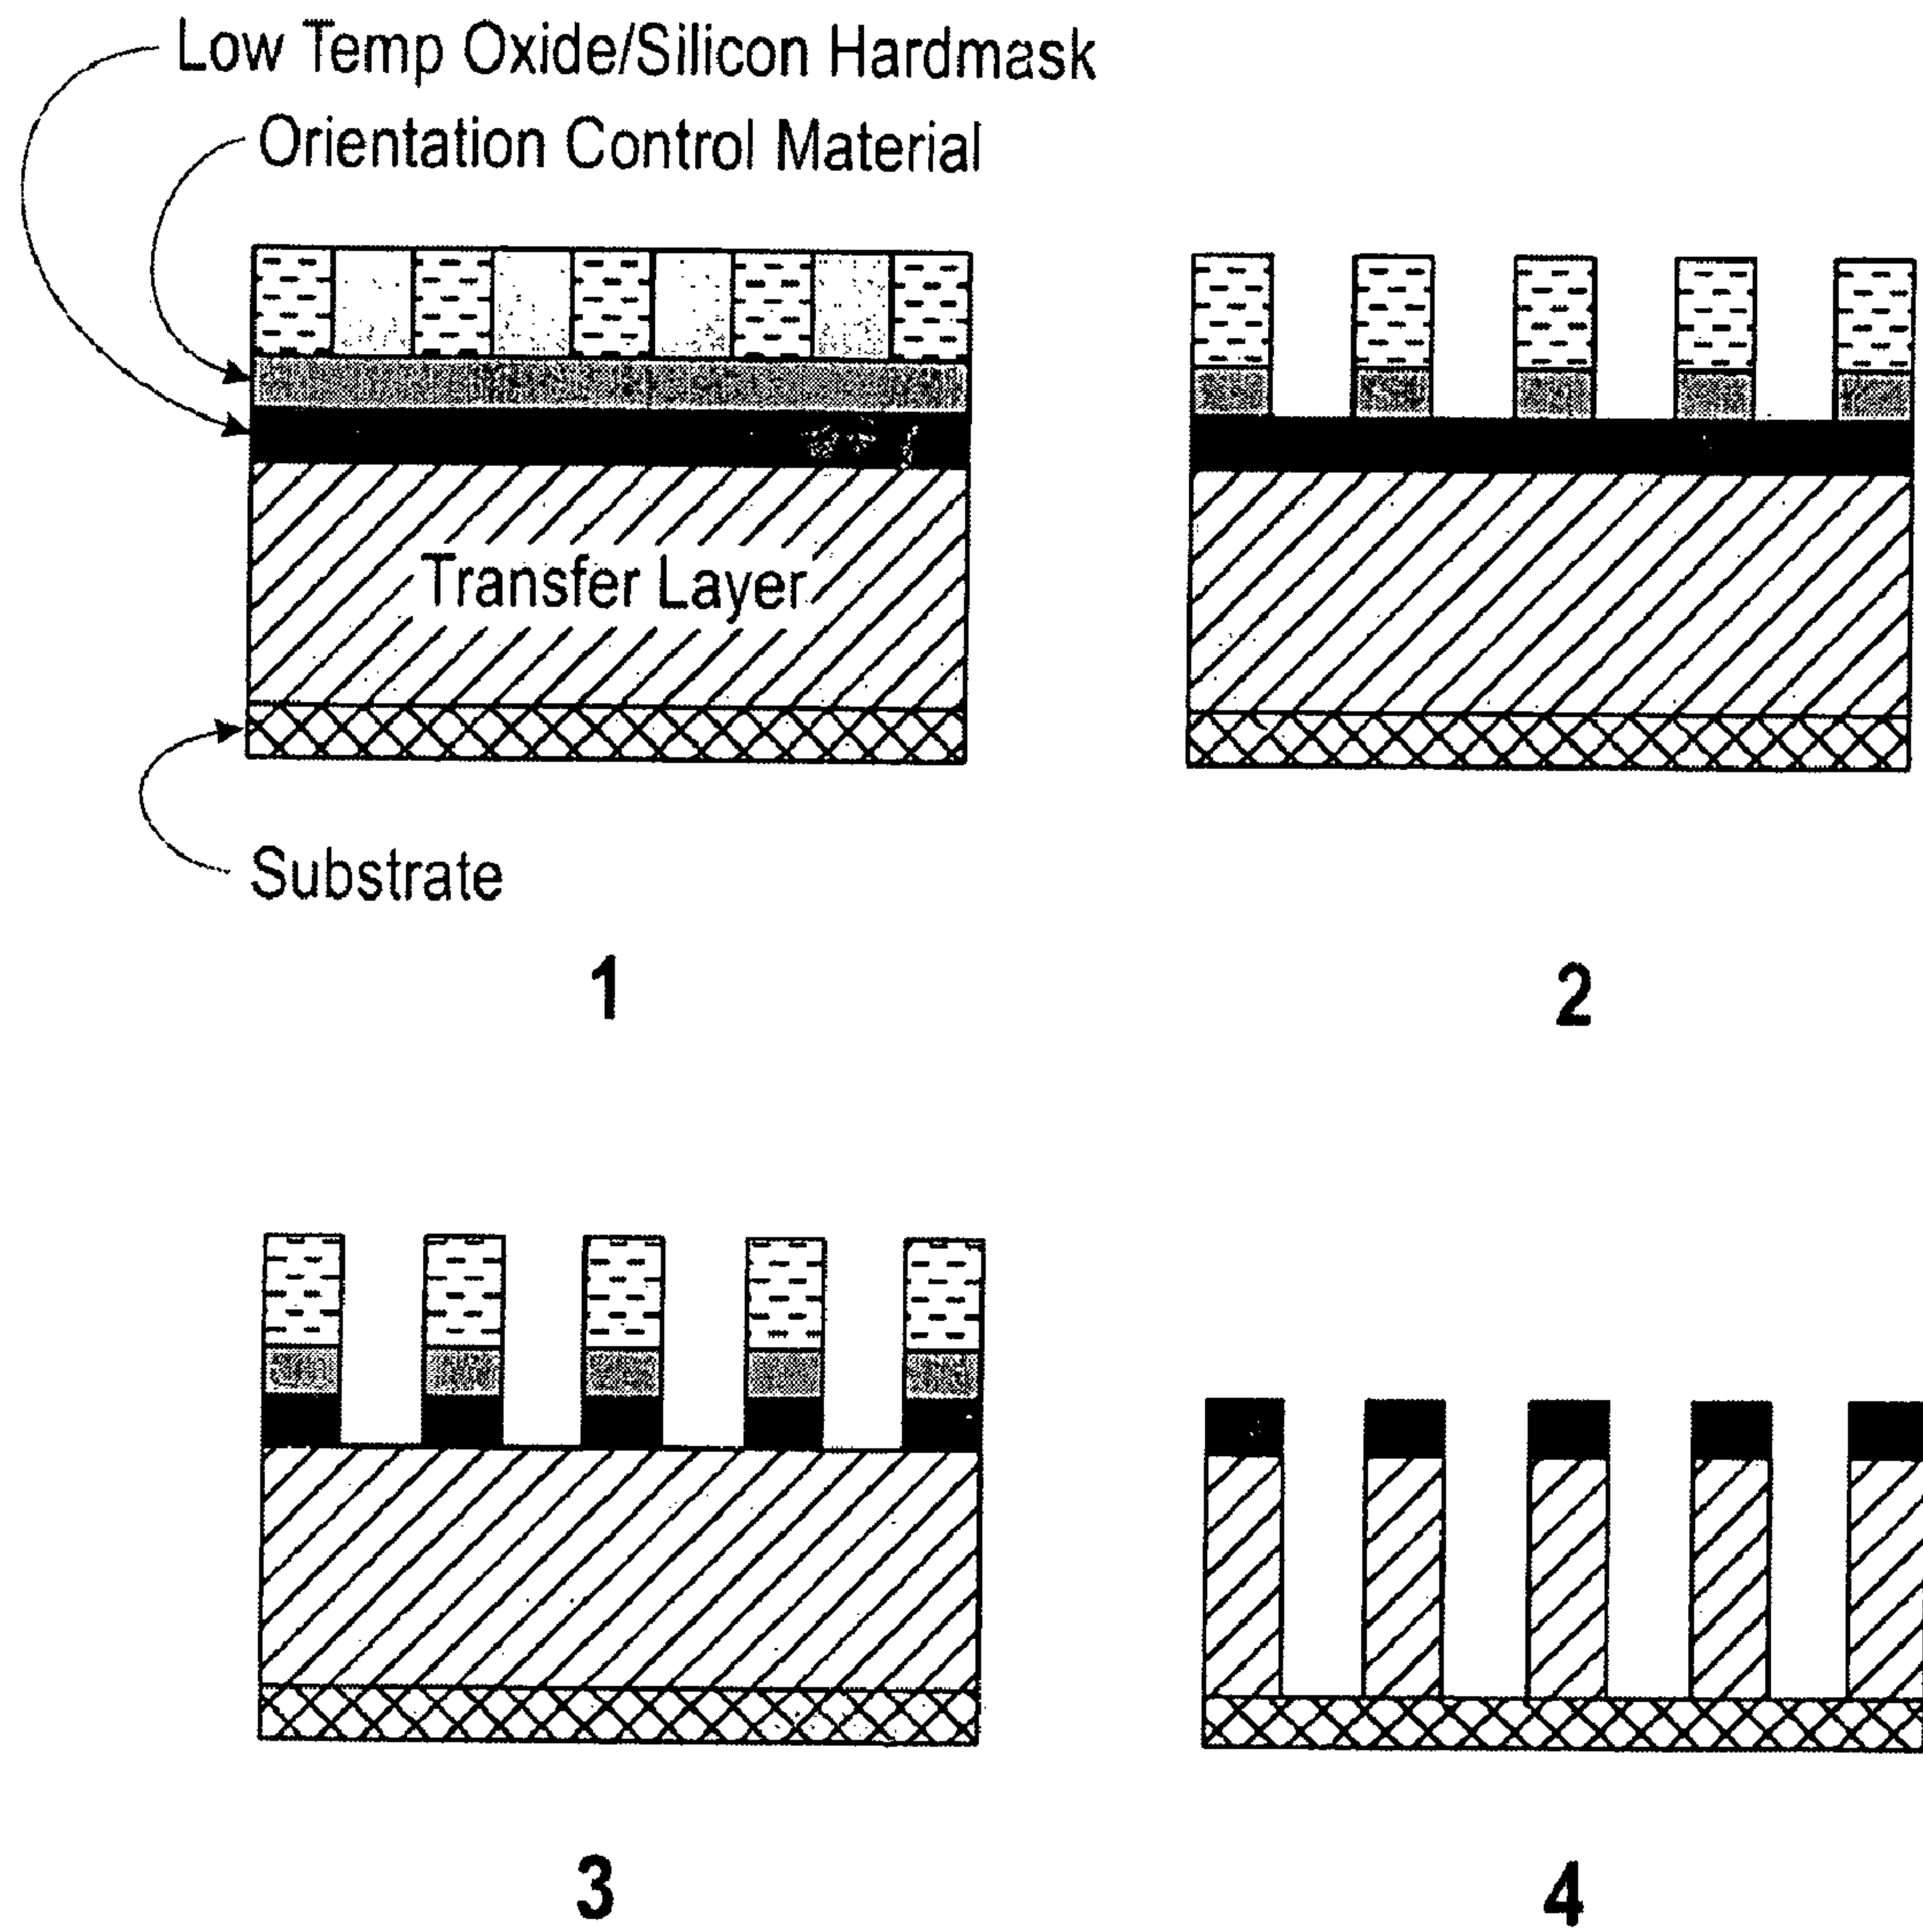 Low Temp Oxide/Silicon Hardmask
Orientation Control Material
Transfer Layer
Substrate
1
2
3
4